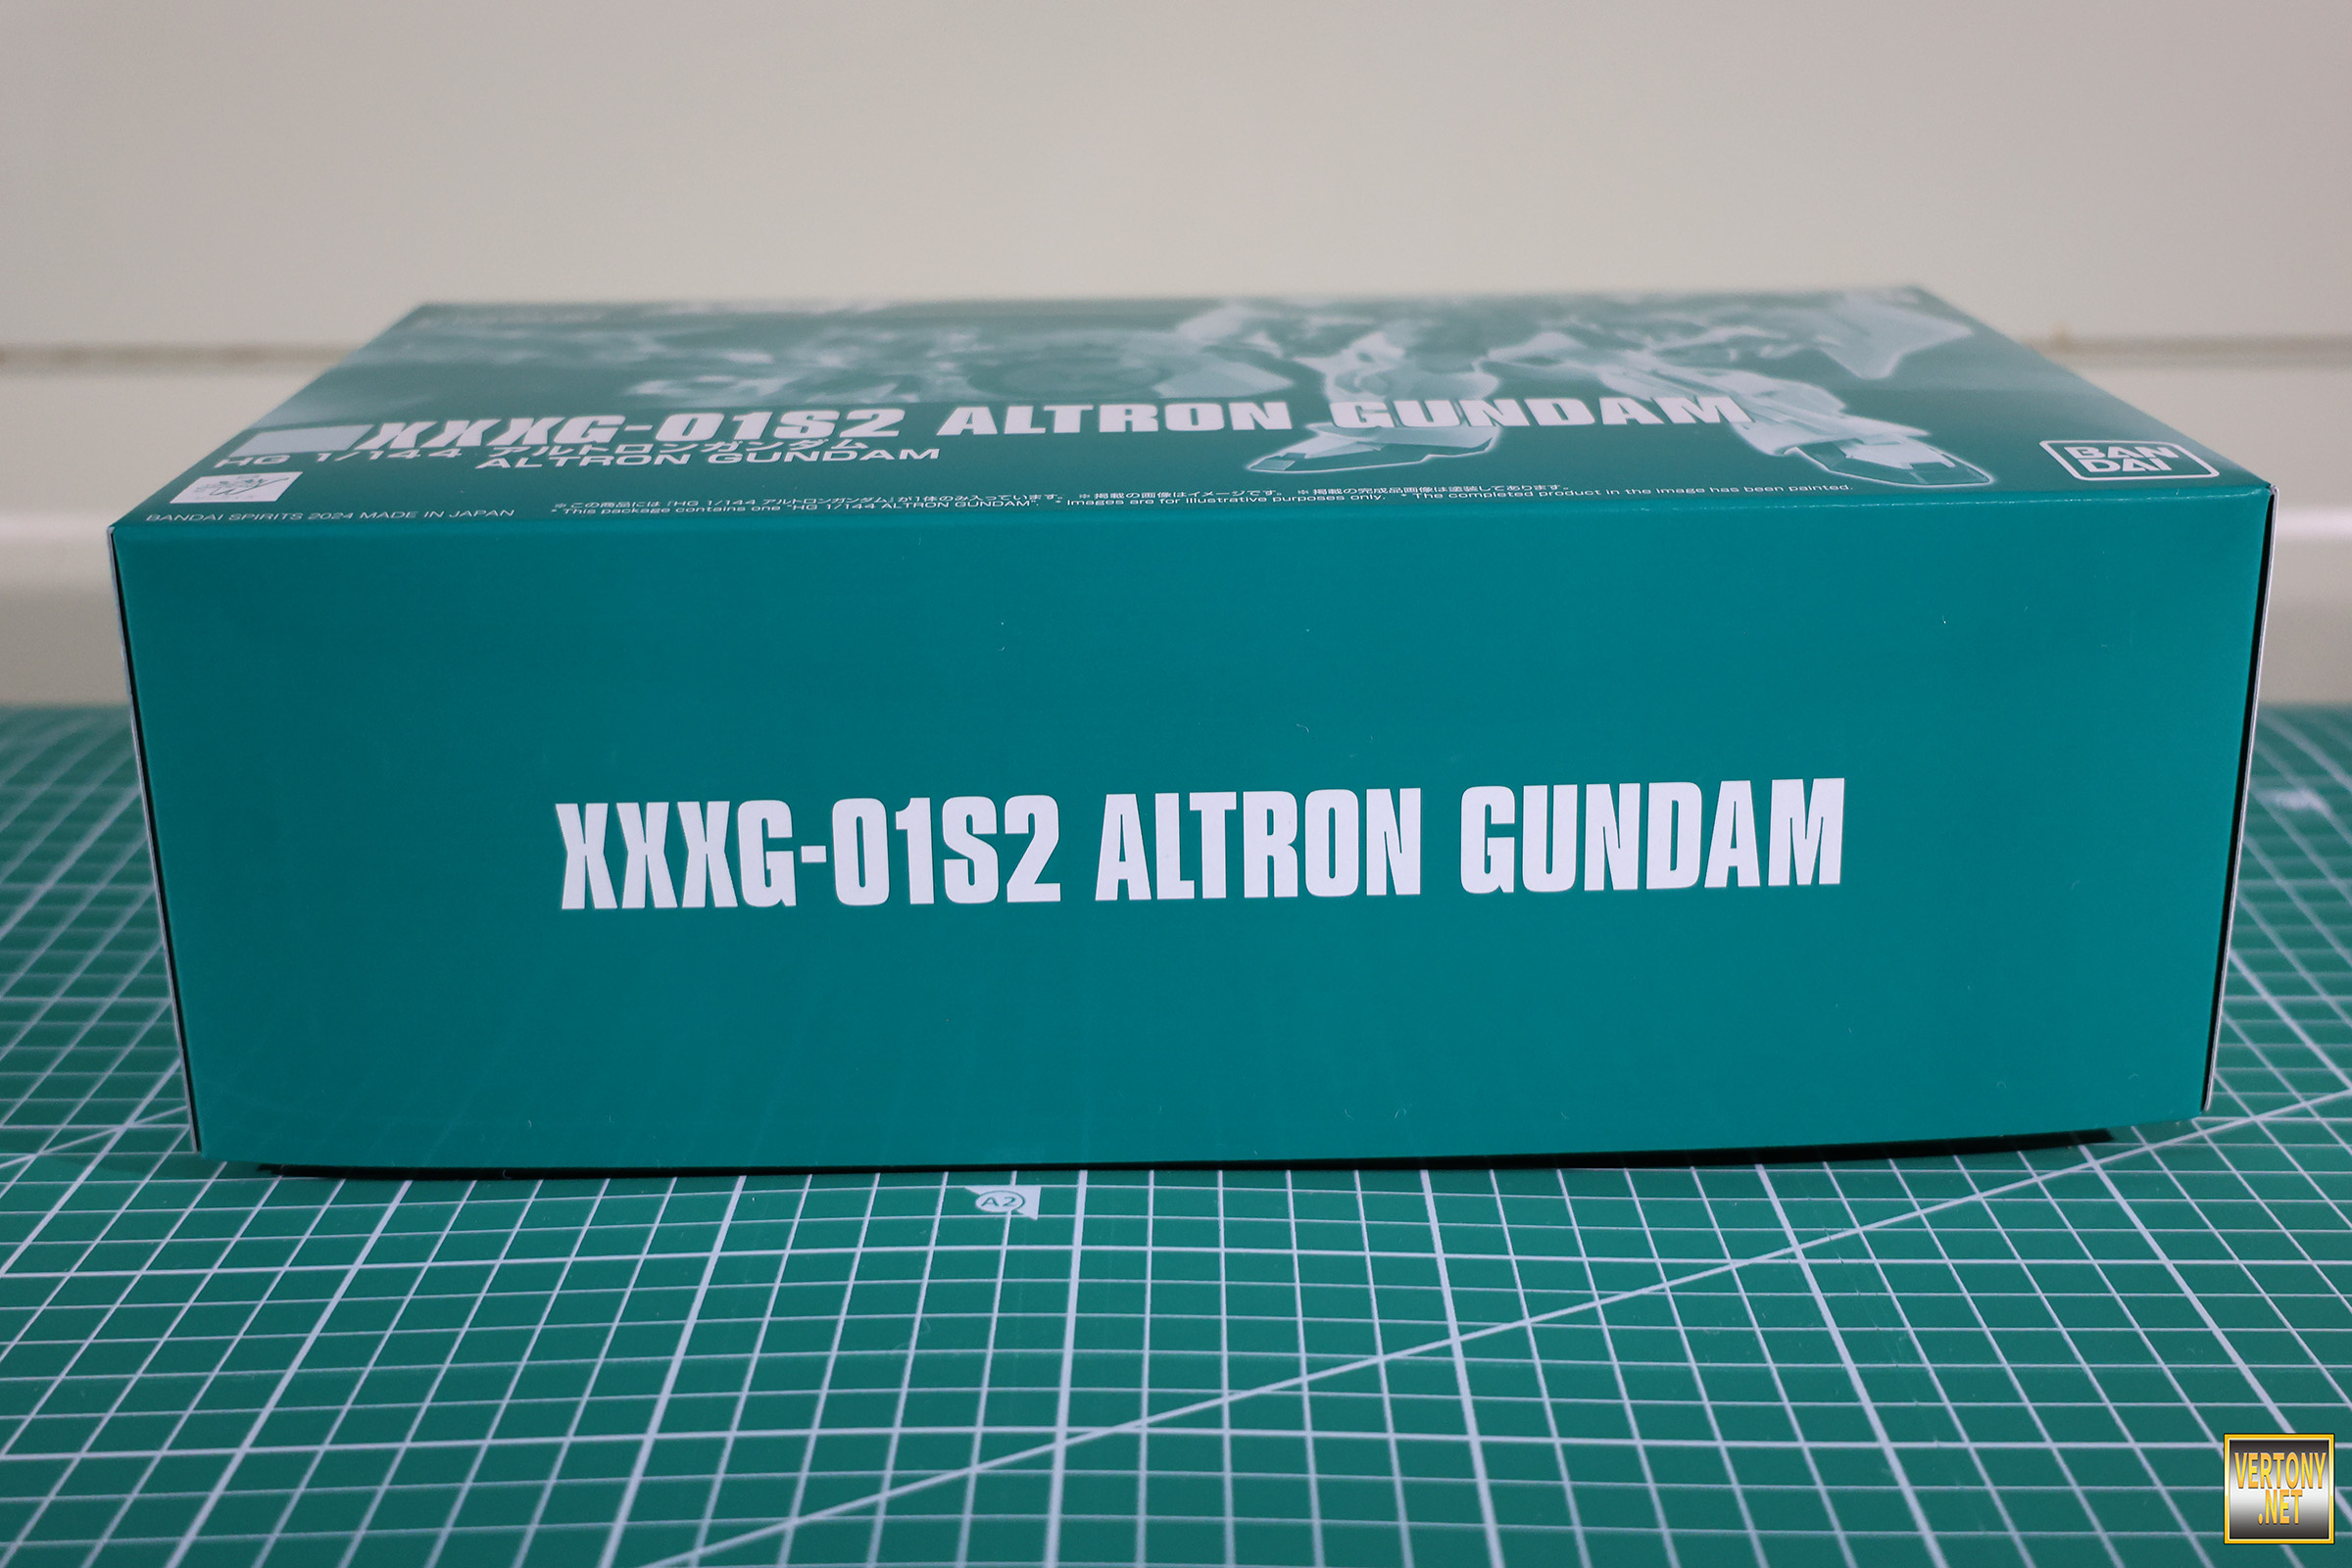 XXXG-01S2 ALTRON GUNDAM
HG 1/144 アルトロンガンダム
ALTRON GUNDAM
BAN
DAI
BANDAI SPIRITS 2024 MADE IN JAPAN
※この商品には「HG 1/144 アルトロンガンダム」が1体のみ入っています。 ※掲載の画像はイメージです。 ※掲載の完成品画像は塗装してあります。
* This package contains one "HG 1/144 ALTRON GUNDAM". * Images are for illustrative purposes only. * The completed product in the image has been painted.
XXXG-01S2 ALTRON GUNDAM
A2
VERTONY
.NET